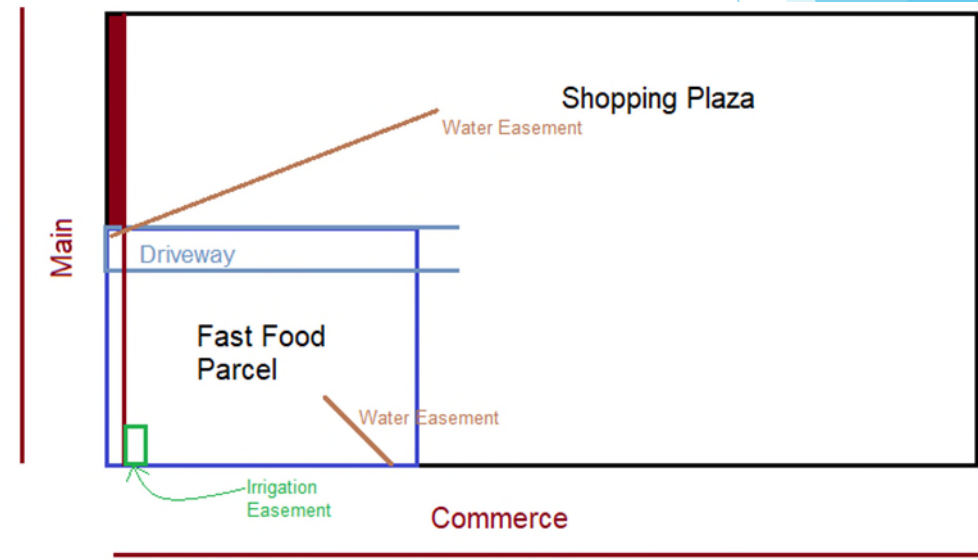 Shopping Plaza
Water Easement
Main
Driveway
Fast Food
Parcel
Water Easement
Irrigation
Easement
Commerce